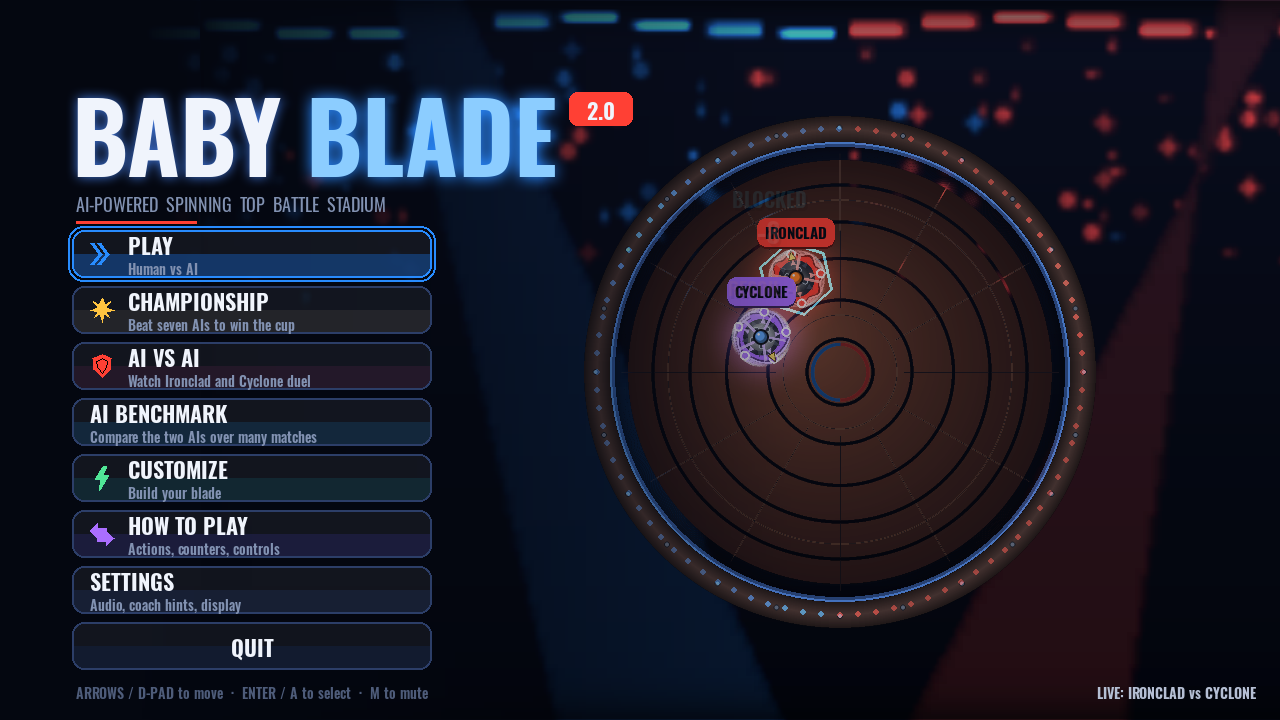 BABY BLADE 2.0
AI-POWERED SPINNING TOP BATTLE STADIUM
PLAY
Human vs AI
CHAMPIONSHIP
Beat seven AIs to win the cup
AI VS AI
Watch Ironclad and Cyclone duel
AI BENCHMARK
Compare the two AIs over many matches
CUSTOMIZE
Build your blade
HOW TO PLAY
Actions, counters, controls
SETTINGS
Audio, coach hints, display
QUIT
ARROWS / D-PAD to move · ENTER / A to select · M to mute
BLOCKED
IRONCLAD
CYCLONE
LIVE: IRONCLAD vs CYCLONE